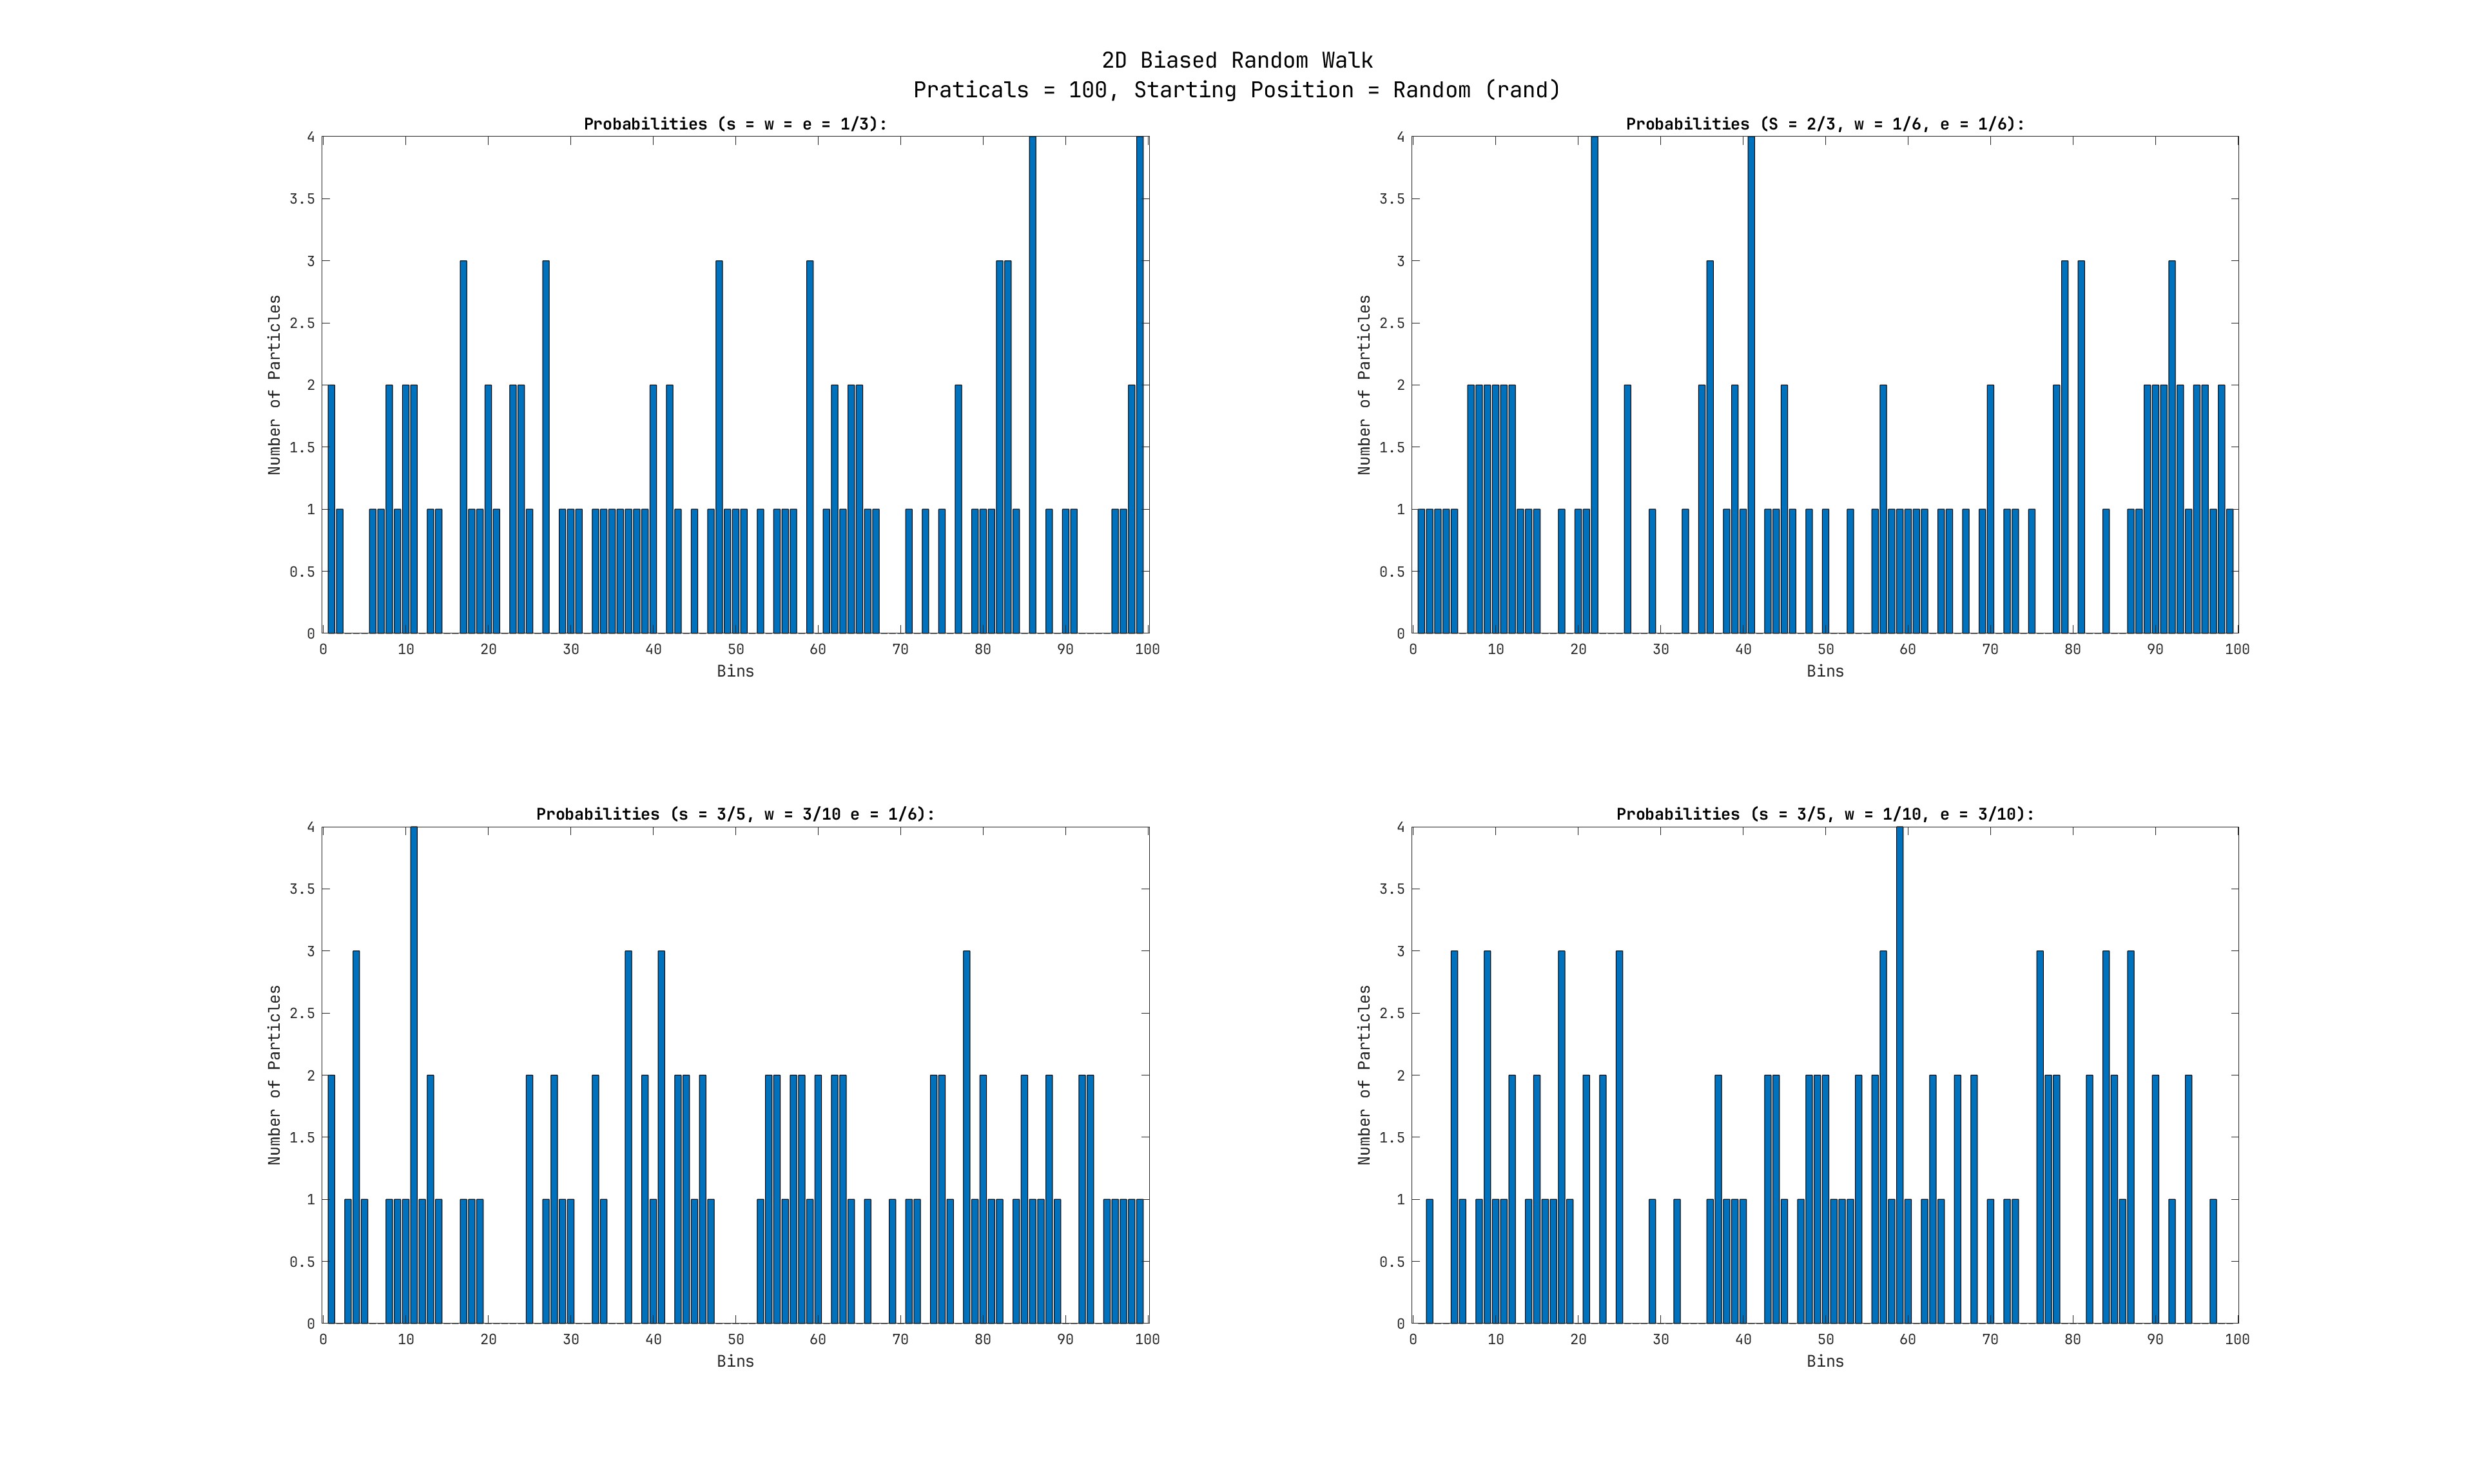 2D Biased Random Walk
Praticals = 100, Starting Position = Random (rand)
Probabilities (s = w = e = 1/3):
4
3.5
3
2.5
2
1.5
1
0.5
0
Number of Particles
0 10 20 30 40 50 60 70 80 90 100
Bins
Probabilities (S = 2/3, w = 1/6, e = 1/6):
4
3.5
3
2.5
2
1.5
1
0.5
0
Number of Particles
0 10 20 30 40 50 60 70 80 90 100
Bins
Probabilities (s = 3/5, w = 3/10 e = 1/6):
4
3.5
3
2.5
2
1.5
1
0.5
0
Number of Particles
0 10 20 30 40 50 60 70 80 90 100
Bins
Probabilities (s = 3/5, w = 1/10, e = 3/10):
4
3.5
3
2.5
2
1.5
1
0.5
0
Number of Particles
0 10 20 30 40 50 60 70 80 90 100
Bins